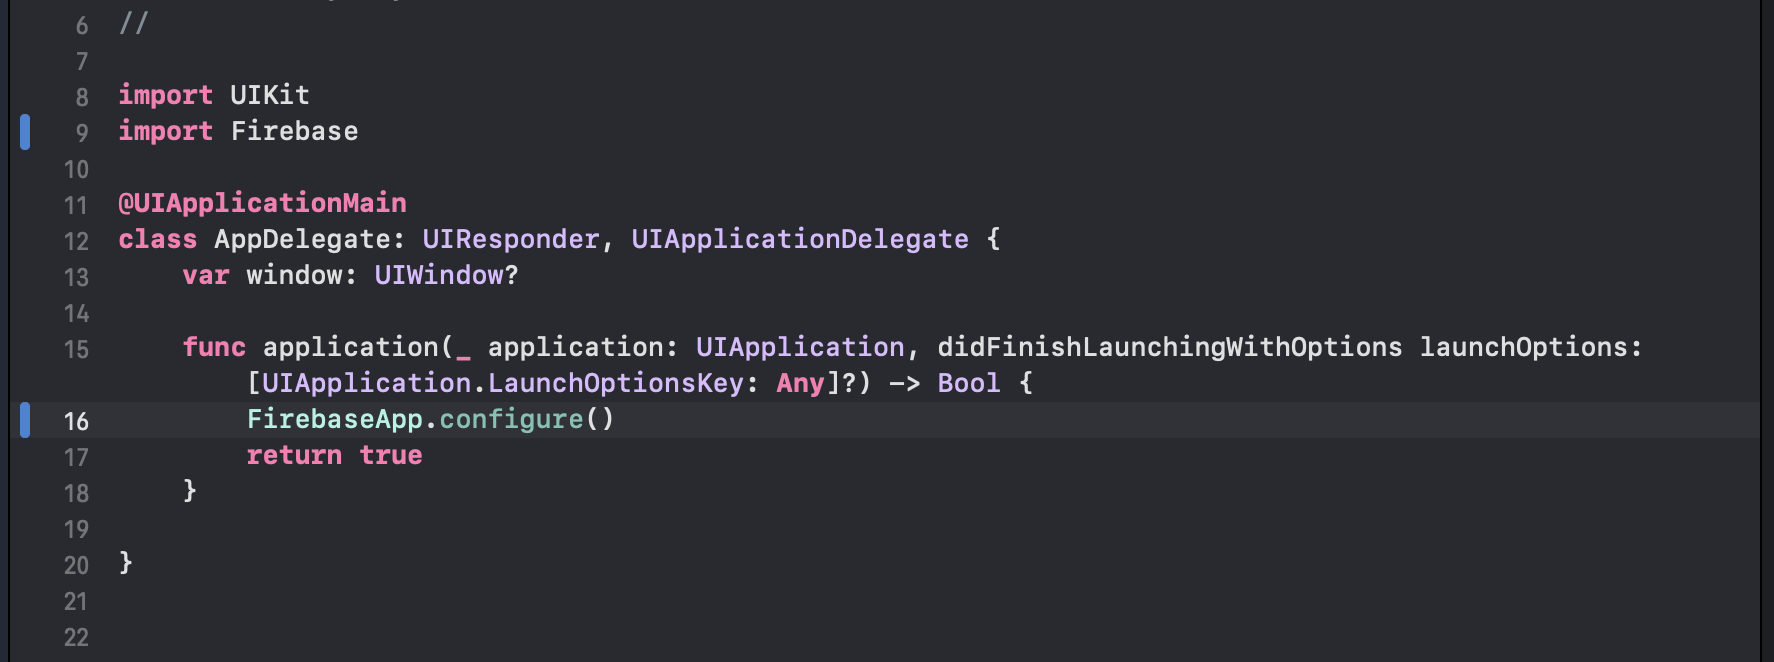 6 //
7
8 import UIKit
9 import Firebase
10
11 @UIApplicationMain
12 class AppDelegate: UIResponder, UIApplicationDelegate {
13     var window: UIWindow?
14
15     func application(_ application: UIApplication, didFinishLaunchingWithOptions launchOptions:
        [UIApplication.LaunchOptionsKey: Any]?) -> Bool {
16         FirebaseApp.configure()
17         return true
18     }
19
20 }
21
22